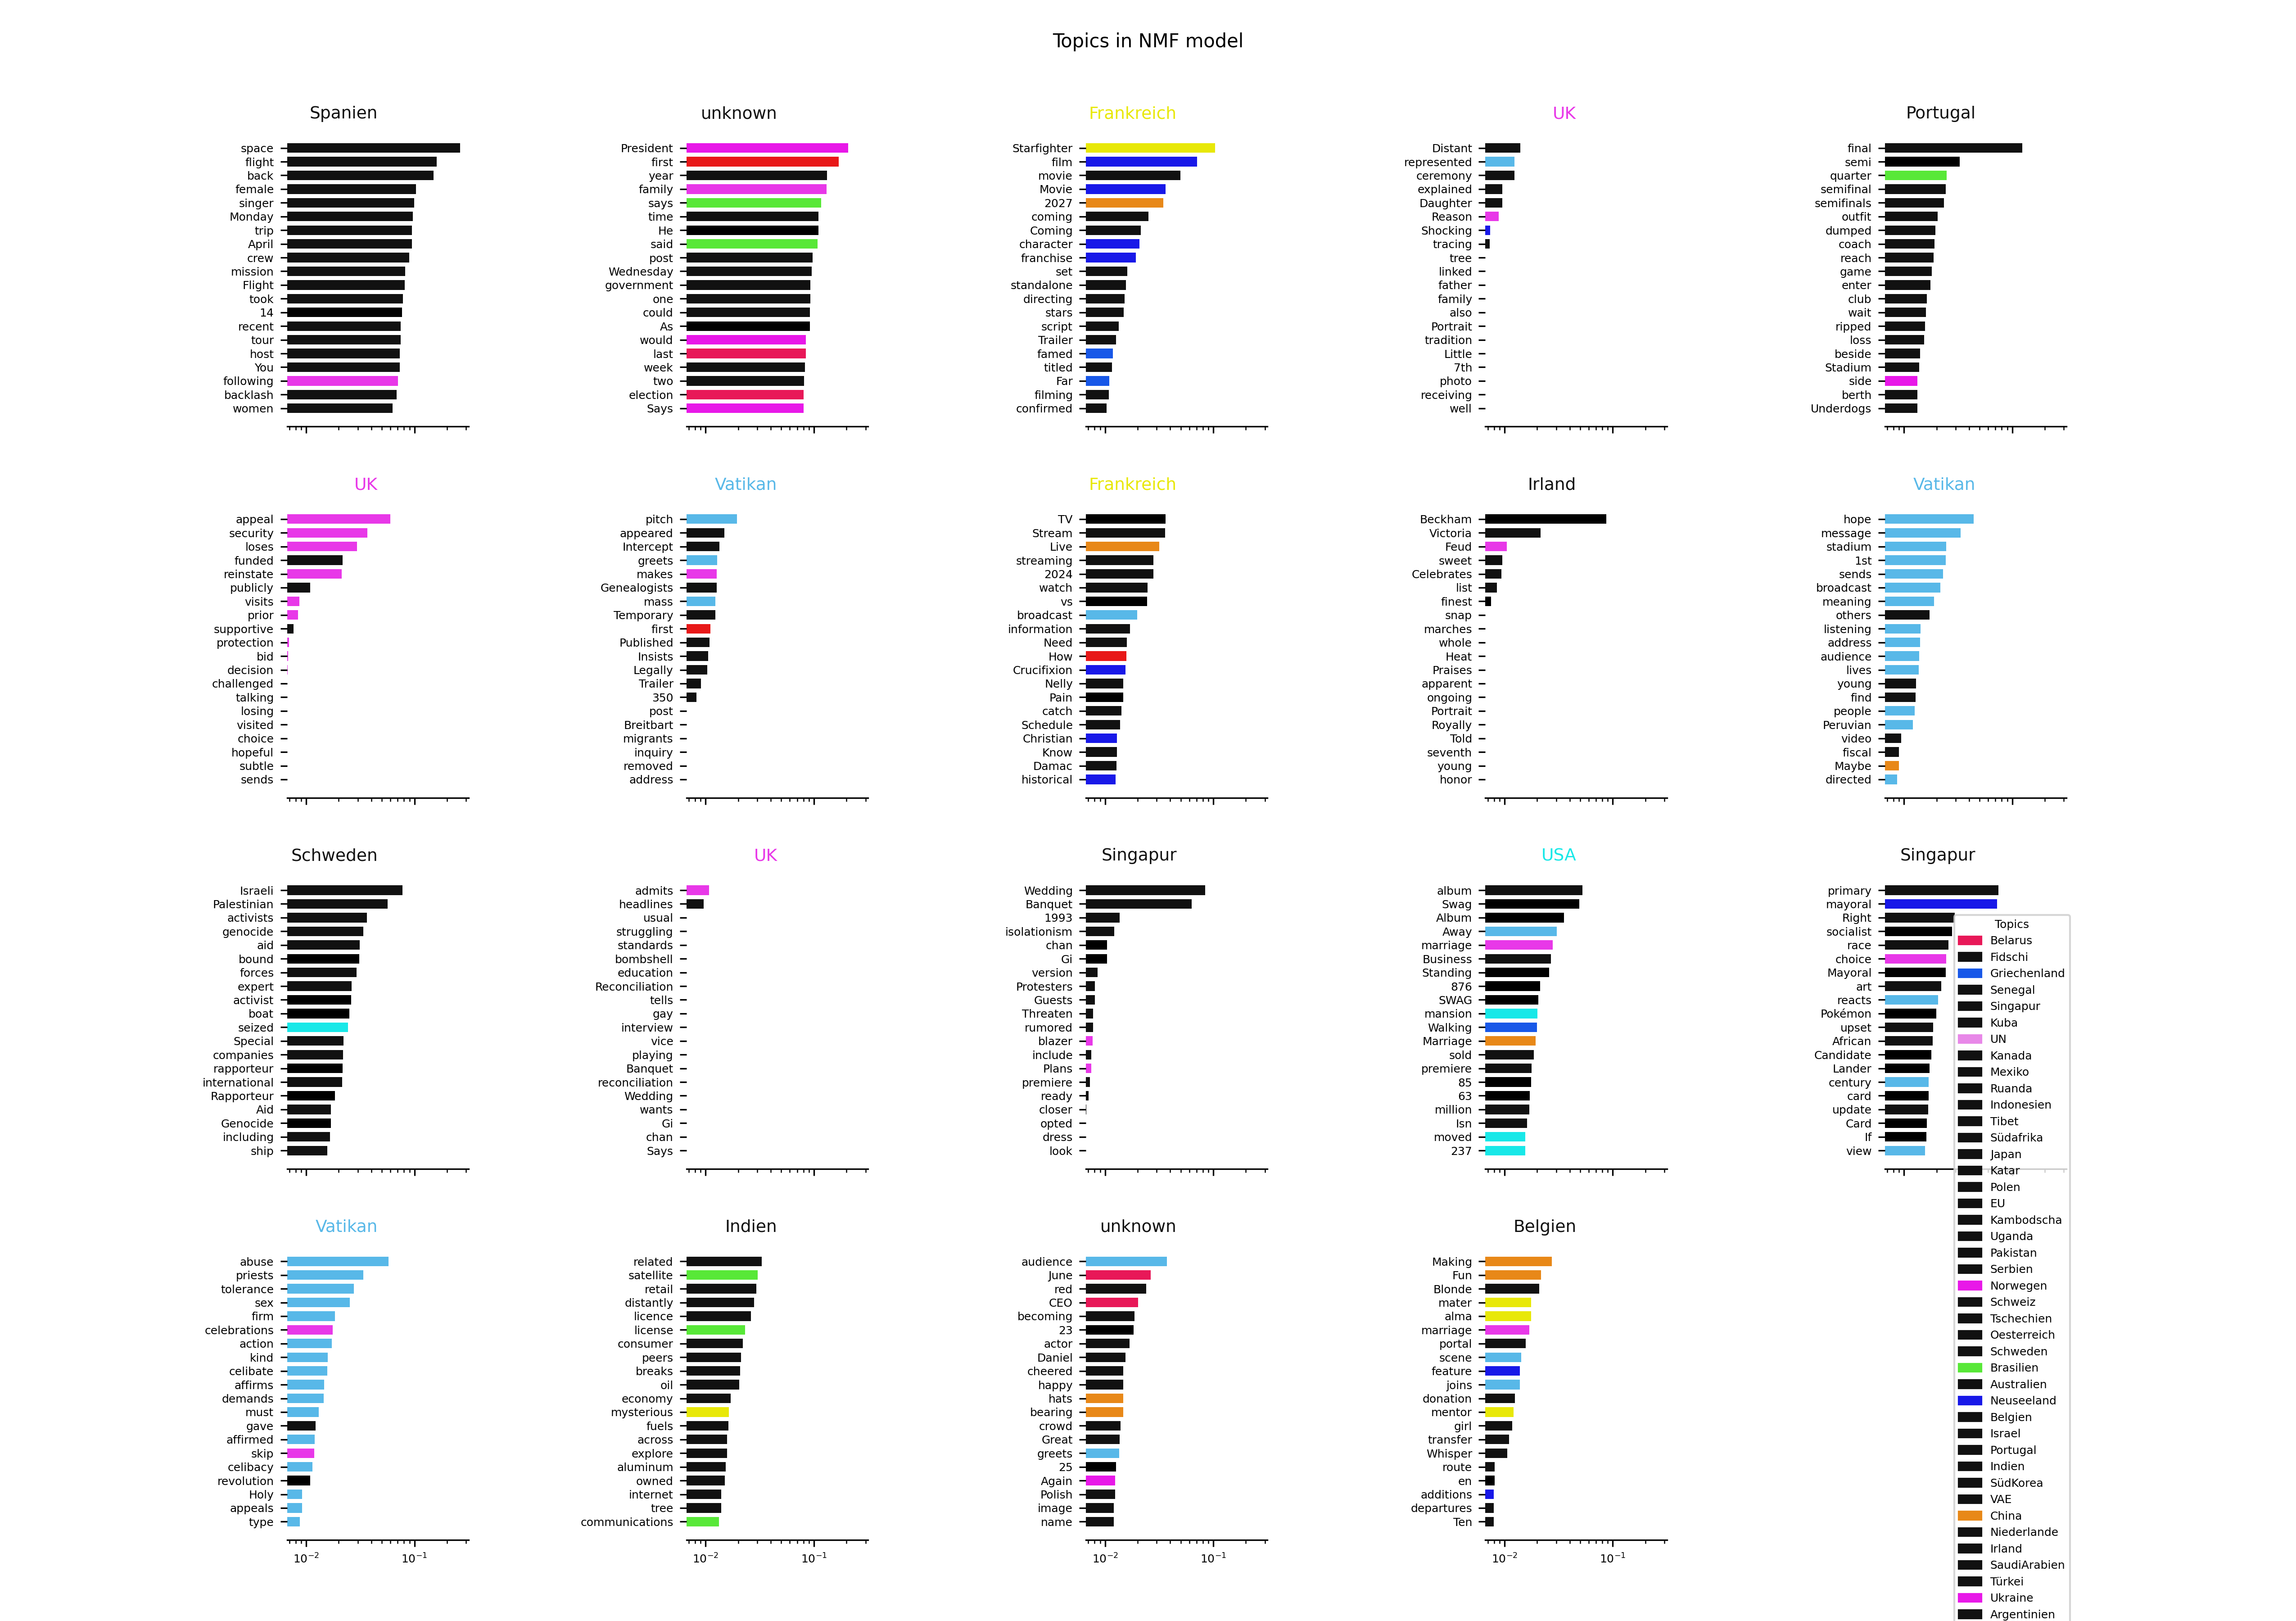 Topics in NMF model
Spanien
space
flight
back
female
singer
Monday
trip
April
crew
mission
Flight
took
14
recent
tour
host
You
following
backlash
women
unknown
President
first
year
family
says
time
He
said
post
Wednesday
government
one
could
As
would
last
week
two
election
Says
Frankreich
Starfighter
film
movie
Movie
2027
coming
Coming
character
franchise
set
standalone
directing
stars
script
Trailer
famed
titled
Far
filming
confirmed
UK
Distant
represented
ceremony
explained
Daughter
Reason
Shocking
tracing
tree
linked
father
family
also
Portrait
tradition
Little
7th
photo
receiving
well
Portugal
final
semi
quarter
semifinal
semifinals
outfit
dumped
coach
reach
game
enter
club
wait
ripped
loss
beside
Stadium
side
berth
Underdogs
UK
appeal
security
loses
funded
reinstate
publicly
visits
prior
supportive
protection
bid
decision
challenged
talking
losing
visited
choice
hopeful
subtle
sends
Vatikan
pitch
appeared
Intercept
greets
makes
Genealogists
mass
Temporary
first
Published
Insists
Legally
Trailer
350
post
Breitbart
migrants
inquiry
removed
address
Frankreich
TV
Stream
Live
streaming
2024
watch
vs
broadcast
information
Need
How
Crucifixion
Nelly
Pain
catch
Schedule
Christian
Know
Damac
historical
Irland
Beckham
Victoria
Feud
sweet
Celebrates
list
finest
snap
marches
whole
Heat
Praises
apparent
ongoing
Portrait
Royally
Told
seventh
young
honor
Vatikan
hope
message
stadium
1st
sends
broadcast
meaning
others
listening
address
audience
lives
young
find
people
Peruvian
video
fiscal
Maybe
directed
Schweden
Israeli
Palestinian
activists
genocide
aid
bound
forces
expert
activist
boat
seized
Special
companies
rapporteur
international
Rapporteur
Aid
Genocide
including
ship
UK
admits
headlines
usual
struggling
standards
bombshell
education
Reconciliation
tells
gay
interview
vice
playing
Banquet
reconciliation
Wedding
wants
Gi
chan
Says
Singapur
Wedding
Banquet
1993
isolationism
chan
Gi
version
Protesters
Guests
Threaten
rumored
blazer
include
Plans
premiere
ready
closer
opted
dress
look
USA
album
Swag
Album
Away
marriage
Business
Standing
876
SWAG
mansion
Walking
Marriage
sold
premiere
85
63
million
Isn
moved
237
Singapur
primary
mayoral
Right
socialist
race
choice
Mayoral
art
reacts
Pokémon
upset
African
Candidate
Lander
century
card
update
Card
If
view
Vatikan
abuse
priests
tolerance
sex
firm
celebrations
action
kind
celibate
affirms
demands
must
gave
affirmed
skip
celibacy
revolution
Holy
appeals
type
10⁻² 10⁻¹
Indien
related
satellite
retail
distantly
licence
license
consumer
peers
breaks
oil
economy
mysterious
fuels
across
explore
aluminum
owned
internet
tree
communications
10⁻² 10⁻¹
unknown
audience
June
red
CEO
becoming
23
actor
Daniel
cheered
happy
hats
bearing
crowd
Great
greets
25
Again
Polish
image
name
10⁻² 10⁻¹
Belgien
Making
Fun
Blonde
mater
alma
marriage
portal
scene
feature
joins
donation
mentor
girl
transfer
Whisper
route
en
additions
departures
Ten
10⁻² 10⁻¹
Topics
Belarus
Fidschi
Griechenland
Senegal
Singapur
Kuba
UN
Kanada
Mexiko
Ruanda
Indonesien
Tibet
Südafrika
Japan
Katar
Polen
EU
Kambodscha
Uganda
Pakistan
Serbien
Norwegen
Schweiz
Tschechien
Oesterreich
Schweden
Brasilien
Australien
Neuseeland
Belgien
Israel
Portugal
Indien
SüdKorea
VAE
China
Niederlande
Irland
SaudiArabien
Türkei
Ukraine
Argentinien